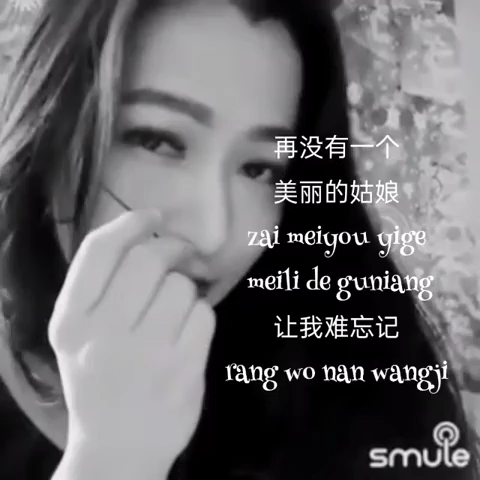 再没有一个
美丽的姑娘
zai meiyou yige
meili de guniang
让我难忘记
rang wo nan wangji
smule